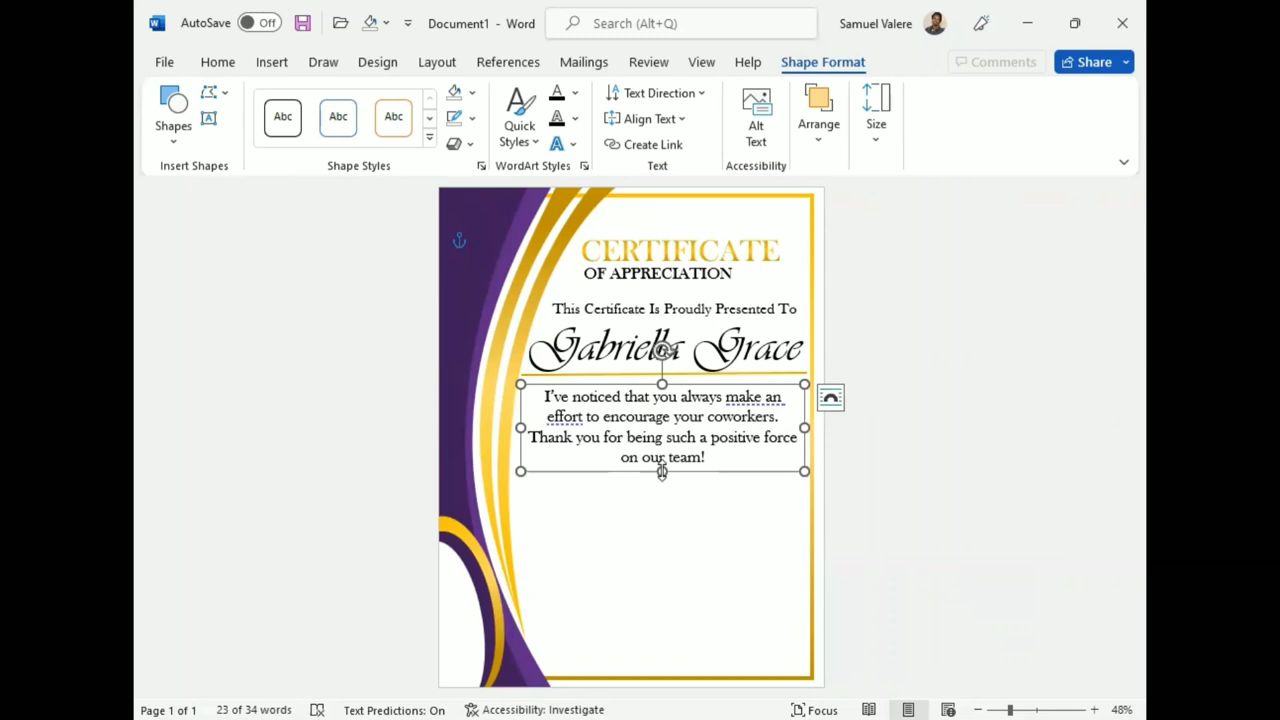 AutoSave Off Document1 - Word Search (Alt+Q) Samuel Valere
File Home Insert Draw Design Layout References Mailings Review View Help Shape Format Comments Share
Shapes
Abc Abc Abc
Quick
Styles
Text Direction
Align Text
Create Link
Alt
Text
Arrange
Size
Insert Shapes Shape Styles WordArt Styles Text Accessibility
CERTIFICATE
OF APPRECIATION
This Certificate Is Proudly Presented To
Gabriella Grace
I've noticed that you always make an
effort to encourage your coworkers.
Thank you for being such a positive force
on our team!
Page 1 of 1 23 of 34 words Text Predictions: On Accessibility: Investigate Focus 48%